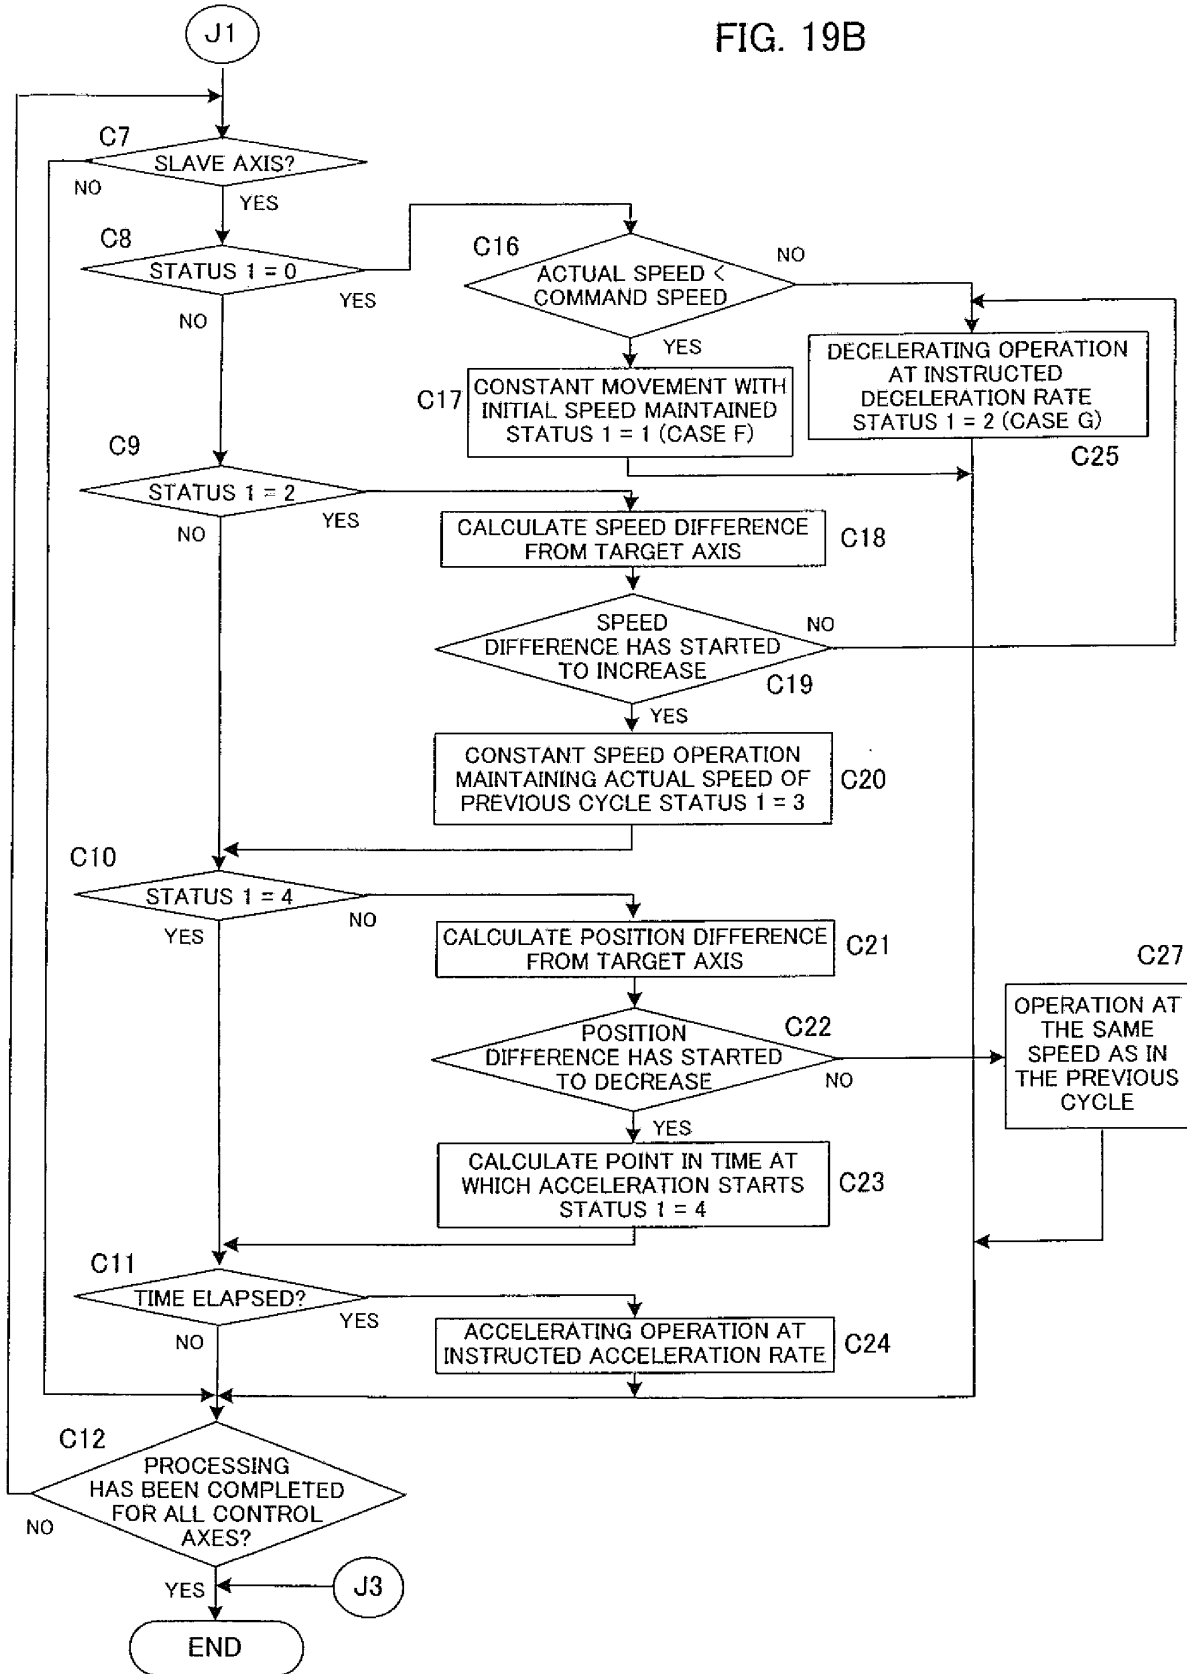 J1
FIG. 19B
C7
SLAVE AXIS?
NO
YES
C8
STATUS 1 = 0
YES
NO
C16
ACTUAL SPEED <
COMMAND SPEED
NO
YES
C17
CONSTANT MOVEMENT WITH
INITIAL SPEED MAINTAINED
STATUS 1 = 1 (CASE F)
DECELERATING OPERATION
AT INSTRUCTED
DECELERATION RATE
STATUS 1 = 2 (CASE G)
C25
C9
STATUS 1 = 2
YES
NO
CALCULATE SPEED DIFFERENCE
FROM TARGET AXIS
C18
SPEED
DIFFERENCE HAS STARTED
TO INCREASE
NO
C19
YES
CONSTANT SPEED OPERATION
MAINTAINING ACTUAL SPEED OF
PREVIOUS CYCLE STATUS 1 = 3
C20
C10
STATUS 1 = 4
NO
YES
CALCULATE POSITION DIFFERENCE
FROM TARGET AXIS
C21
POSITION
DIFFERENCE HAS STARTED
TO DECREASE
C22
NO
YES
C27
OPERATION AT
THE SAME
SPEED AS IN
THE PREVIOUS
CYCLE
CALCULATE POINT IN TIME AT
WHICH ACCELERATION STARTS
STATUS 1 = 4
C23
C11
TIME ELAPSED?
YES
NO
ACCELERATING OPERATION AT
INSTRUCTED ACCELERATION RATE
C24
C12
PROCESSING
HAS BEEN COMPLETED
FOR ALL CONTROL
AXES?
NO
YES
J3
END